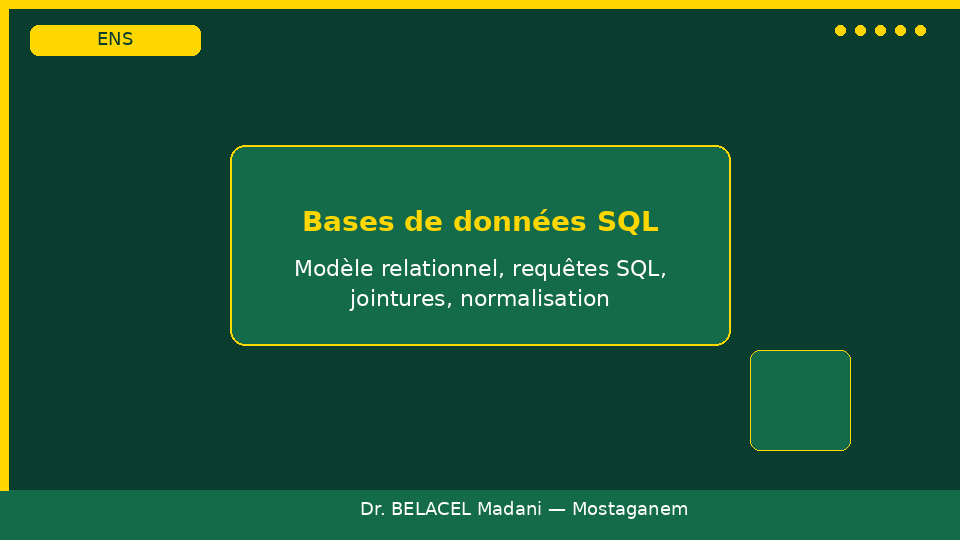 ENS
Bases de données SQL
Modèle relationnel, requêtes SQL,
jointures, normalisation
Dr. BELACEL Madani — Mostaganem